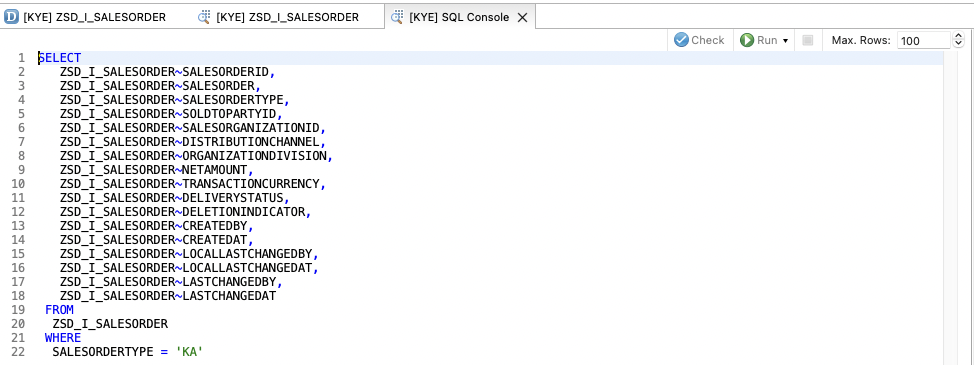 [KYE] ZSD_I_SALESORDER [KYE] ZSD_I_SALESORDER [KYE] SQL Console
Check Run Max. Rows: 100
1 SELECT
2 ZSD_I_SALESORDER~SALESORDERID,
3 ZSD_I_SALESORDER~SALESORDER,
4 ZSD_I_SALESORDER~SALESORDERTYPE,
5 ZSD_I_SALESORDER~SOLDTOPARTYID,
6 ZSD_I_SALESORDER~SALESORGANIZATIONID,
7 ZSD_I_SALESORDER~DISTRIBUTIONCHANNEL,
8 ZSD_I_SALESORDER~ORGANIZATIONDIVISION,
9 ZSD_I_SALESORDER~NETAMOUNT,
10 ZSD_I_SALESORDER~TRANSACTIONCURRENCY,
11 ZSD_I_SALESORDER~DELIVERYSTATUS,
12 ZSD_I_SALESORDER~DELETIONINDICATOR,
13 ZSD_I_SALESORDER~CREATEDBY,
14 ZSD_I_SALESORDER~CREATEDAT,
15 ZSD_I_SALESORDER~LOCALLASTCHANGEDBY,
16 ZSD_I_SALESORDER~LOCALLASTCHANGEDAT,
17 ZSD_I_SALESORDER~LASTCHANGEDBY,
18 ZSD_I_SALESORDER~LASTCHANGEDAT
19 FROM
20 ZSD_I_SALESORDER
21 WHERE
22 SALESORDERTYPE = 'KA'